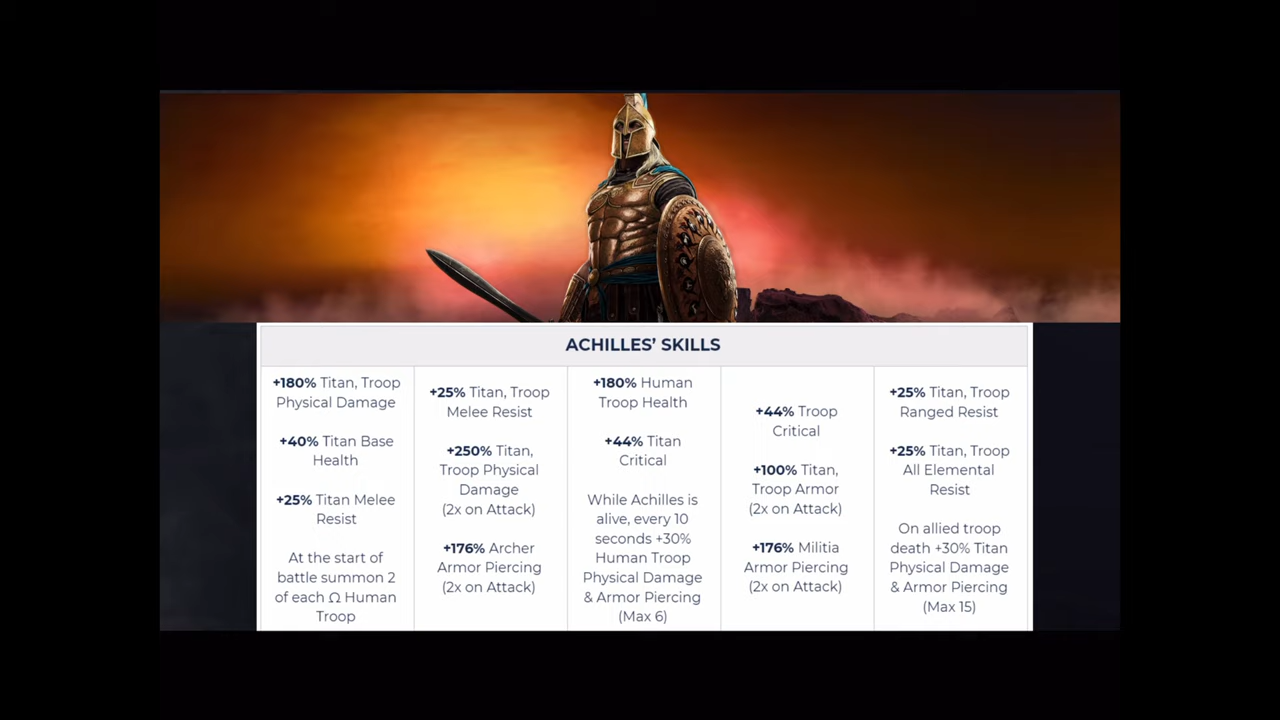 ACHILLES’ SKILLS
+180% Titan, Troop
Physical Damage
+40% Titan Base
Health
+25% Titan Melee
Resist
At the start of
battle summon 2
of each Ω Human
Troop
+25% Titan, Troop
Melee Resist
+250% Titan,
Troop Physical
Damage
(2x on Attack)
+176% Archer
Armor Piercing
(2x on Attack)
+180% Human
Troop Health
+44% Titan
Critical
While Achilles is
alive, every 10
seconds +30%
Human Troop
Physical Damage
& Armor Piercing
(Max 6)
+44% Troop
Critical
+100% Titan,
Troop Armor
(2x on Attack)
+176% Militia
Armor Piercing
(2x on Attack)
+25% Titan, Troop
Ranged Resist
+25% Titan, Troop
All Elemental
Resist
On allied troop
death +30% Titan
Physical Damage
& Armor Piercing
(Max 15)